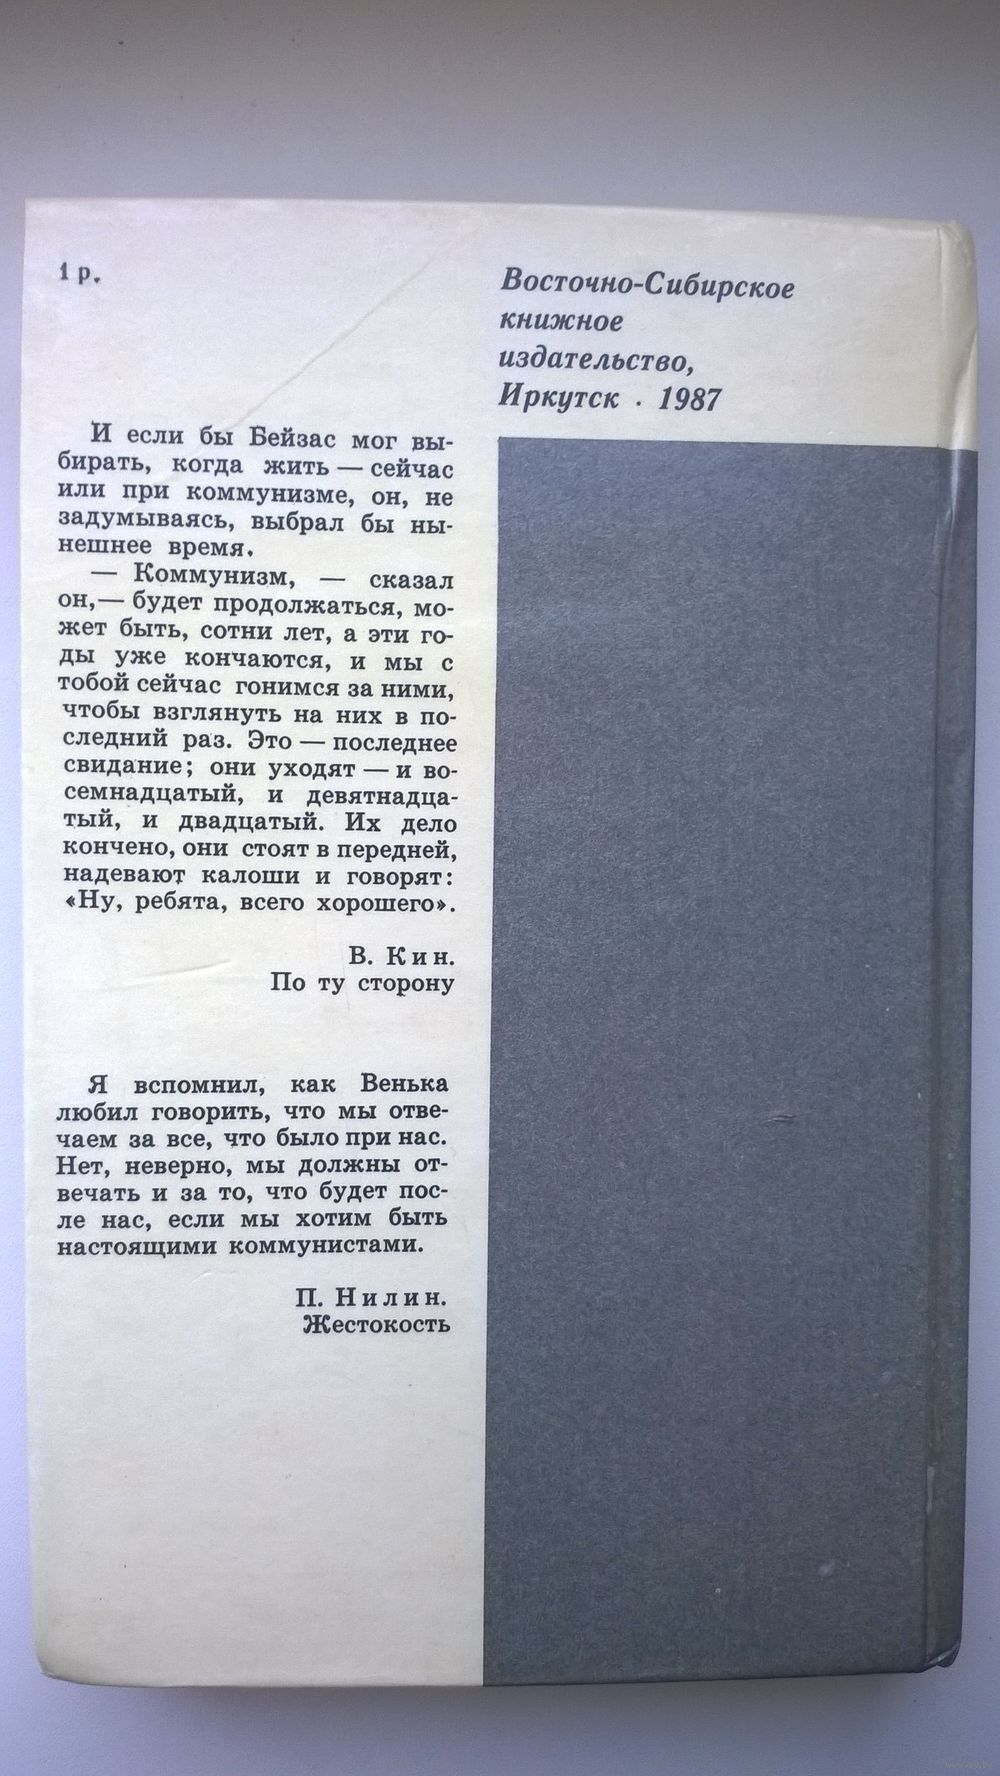 1 р.
Восточно-Сибирское
книжное
издательство,
Иркутск · 1987
И если бы Бейзас мог вы-
бирать, когда жить — сейчас
или при коммунизме, он, не
задумываясь, выбрал бы ны-
нешнее время.
— Коммунизм, — сказал
он,— будет продолжаться, мо-
жет быть, сотни лет, а эти го-
ды уже кончаются, и мы с
тобой сейчас гонимся за ними,
чтобы взглянуть на них в по-
следний раз. Это — последнее
свидание; они уходят — и во-
семнадцатый, и девятнадца-
тый, и двадцатый. Их дело
кончено, они стоят в передней,
надевают калоши и говорят:
«Ну, ребята, всего хорошего».
В. Кин.
По ту сторону
Я вспомнил, как Венька
любил говорить, что мы отве-
чаем за все, что было при нас.
Нет, неверно, мы должны от-
вечать и за то, что будет пос-
ле нас, если мы хотим быть
настоящими коммунистами.
П. Нилин.
Жестокость